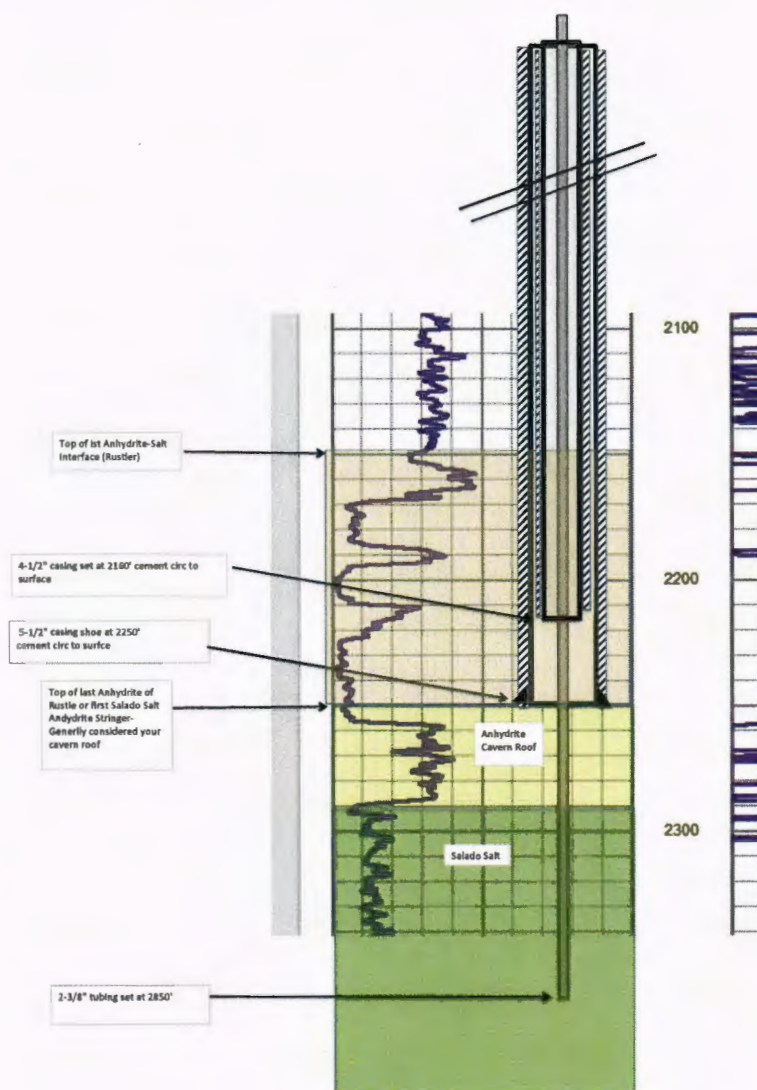 2100
Top of ist Anhydrite-Salt
Interface (Rustler)
4-1/2" casing set at 2160' cement circ to
surface
2200
5-1/2" casing shoe at 2250'
cement circ to surfce
Top of last Anhydrite of
Rustle or first Salado Salt
Andydrite Stringer-
Generlly considered your
cavern roof
Anhydrite
Cavern Roof
2300
Salado Salt
2-3/8" tubing set at 2850'